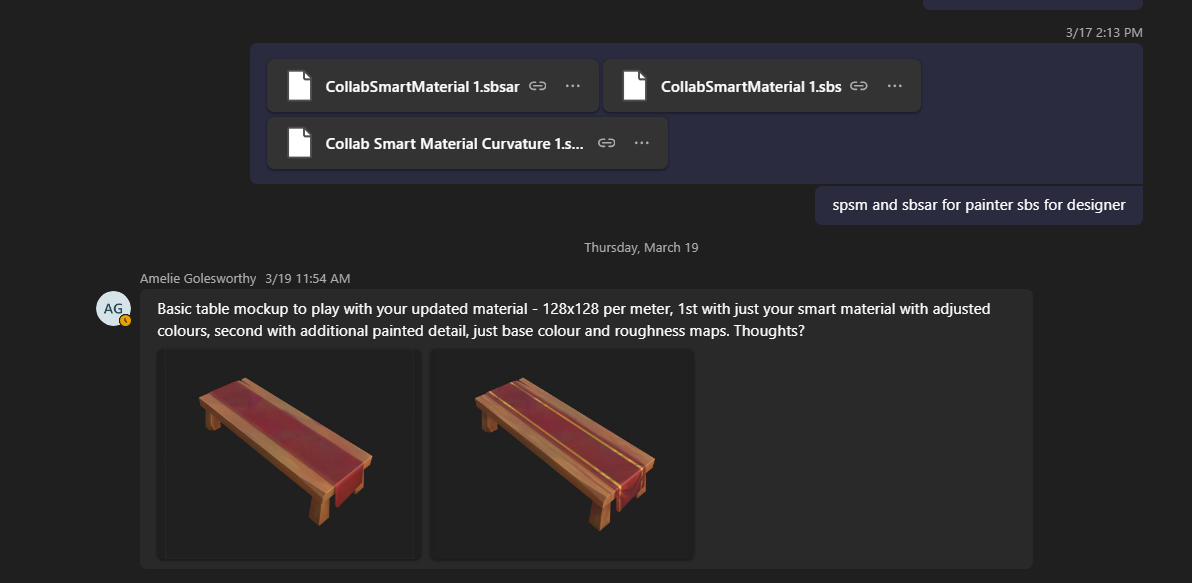 3/17 2:13 PM
CollabSmartMaterial 1.sbsar
CollabSmartMaterial 1.sbs
Collab Smart Material Curvature 1.s...
spsm and sbsar for painter sbs for designer
Thursday, March 19
Amelie Golesworthy 3/19 11:54 AM
AG
Basic table mockup to play with your updated material - 128x128 per meter, 1st with just your smart material with adjusted
colours, second with additional painted detail, just base colour and roughness maps. Thoughts?